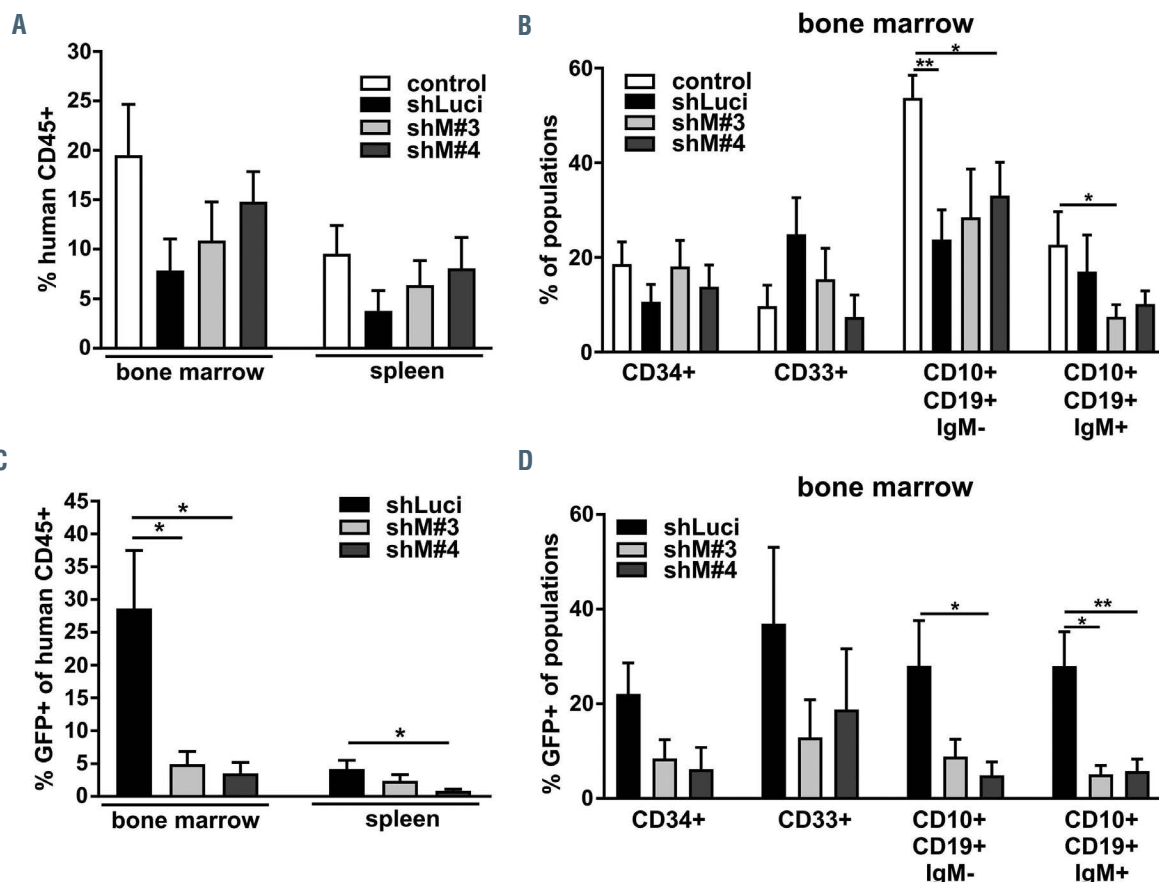 A
% human CD45+
30
25
20
15
10
5
0
control
shLuci
shM#3
shM#4
bone marrow
spleen
B
bone marrow
% of populations
60
40
20
0
control
shLuci
shM#3
shM#4
**
*
*
CD34+
CD33+
CD10+
CD19+
IgM-
CD10+
CD19+
IgM+
C
% GFP+ of human CD45+
45
40
35
30
25
20
15
10
5
0
shLuci
shM#3
shM#4
*
*
*
bone marrow
spleen
D
bone marrow
% GFP+ of populations
60
40
20
0
shLuci
shM#3
shM#4
*
**
*
CD34+
CD33+
CD10+
CD19+
IgM-
CD10+
CD19+
IgM+